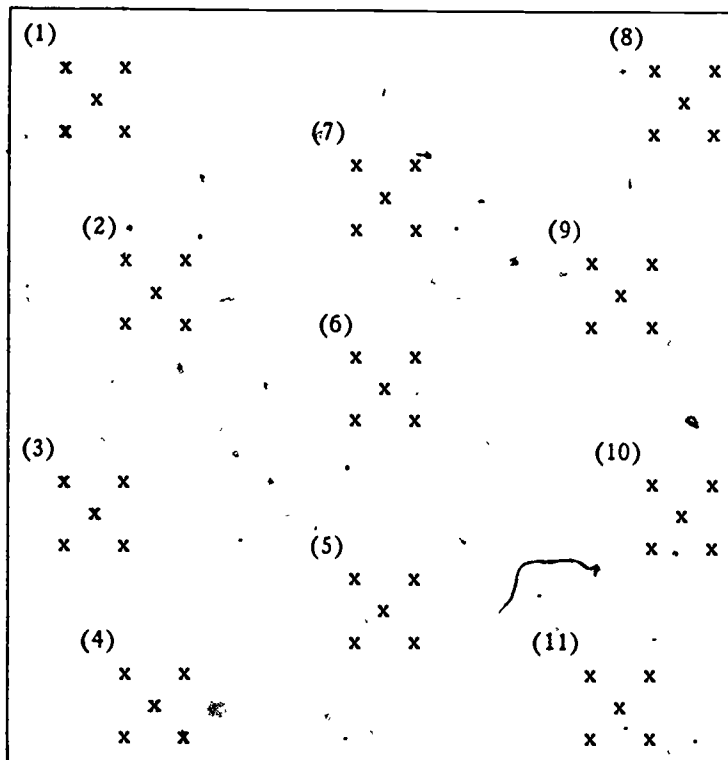 (1) (8)
x x x x
x x
x x (7) x x
x x
x
(2) x x (9)
x x x x
x x
x x (6) x x
x x
x
x x
(3) (10)
x x x x
x x
x x (5) x x
x x
x
(4) x x (11)
x x x x
x x
x x x x